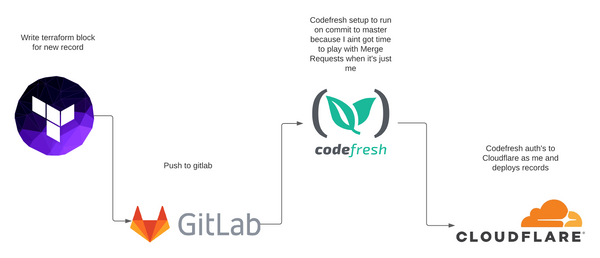 Write terraform block
for new record
Push to gitlab
GitLab
Codefresh setup to run
on commit to master
because I aint got time
to play with Merge
Requests when it's just
me
codefresh
Codefresh auth's to
Cloudflare as me and
deploys records
CLOUDFLARE